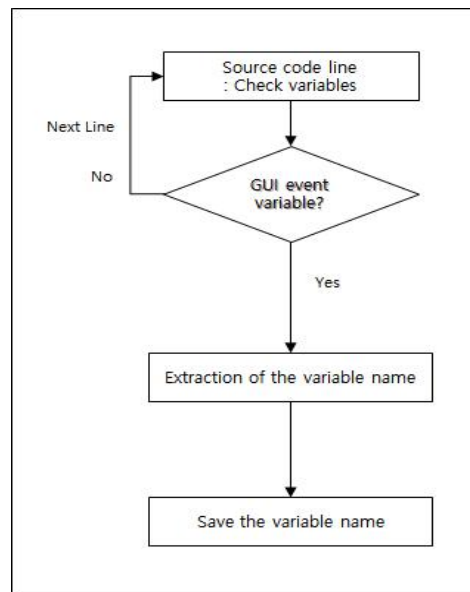 Source code line
: Check variables
Next Line
No
GUI event
variable?
Yes
Extraction of the variable name
Save the variable name